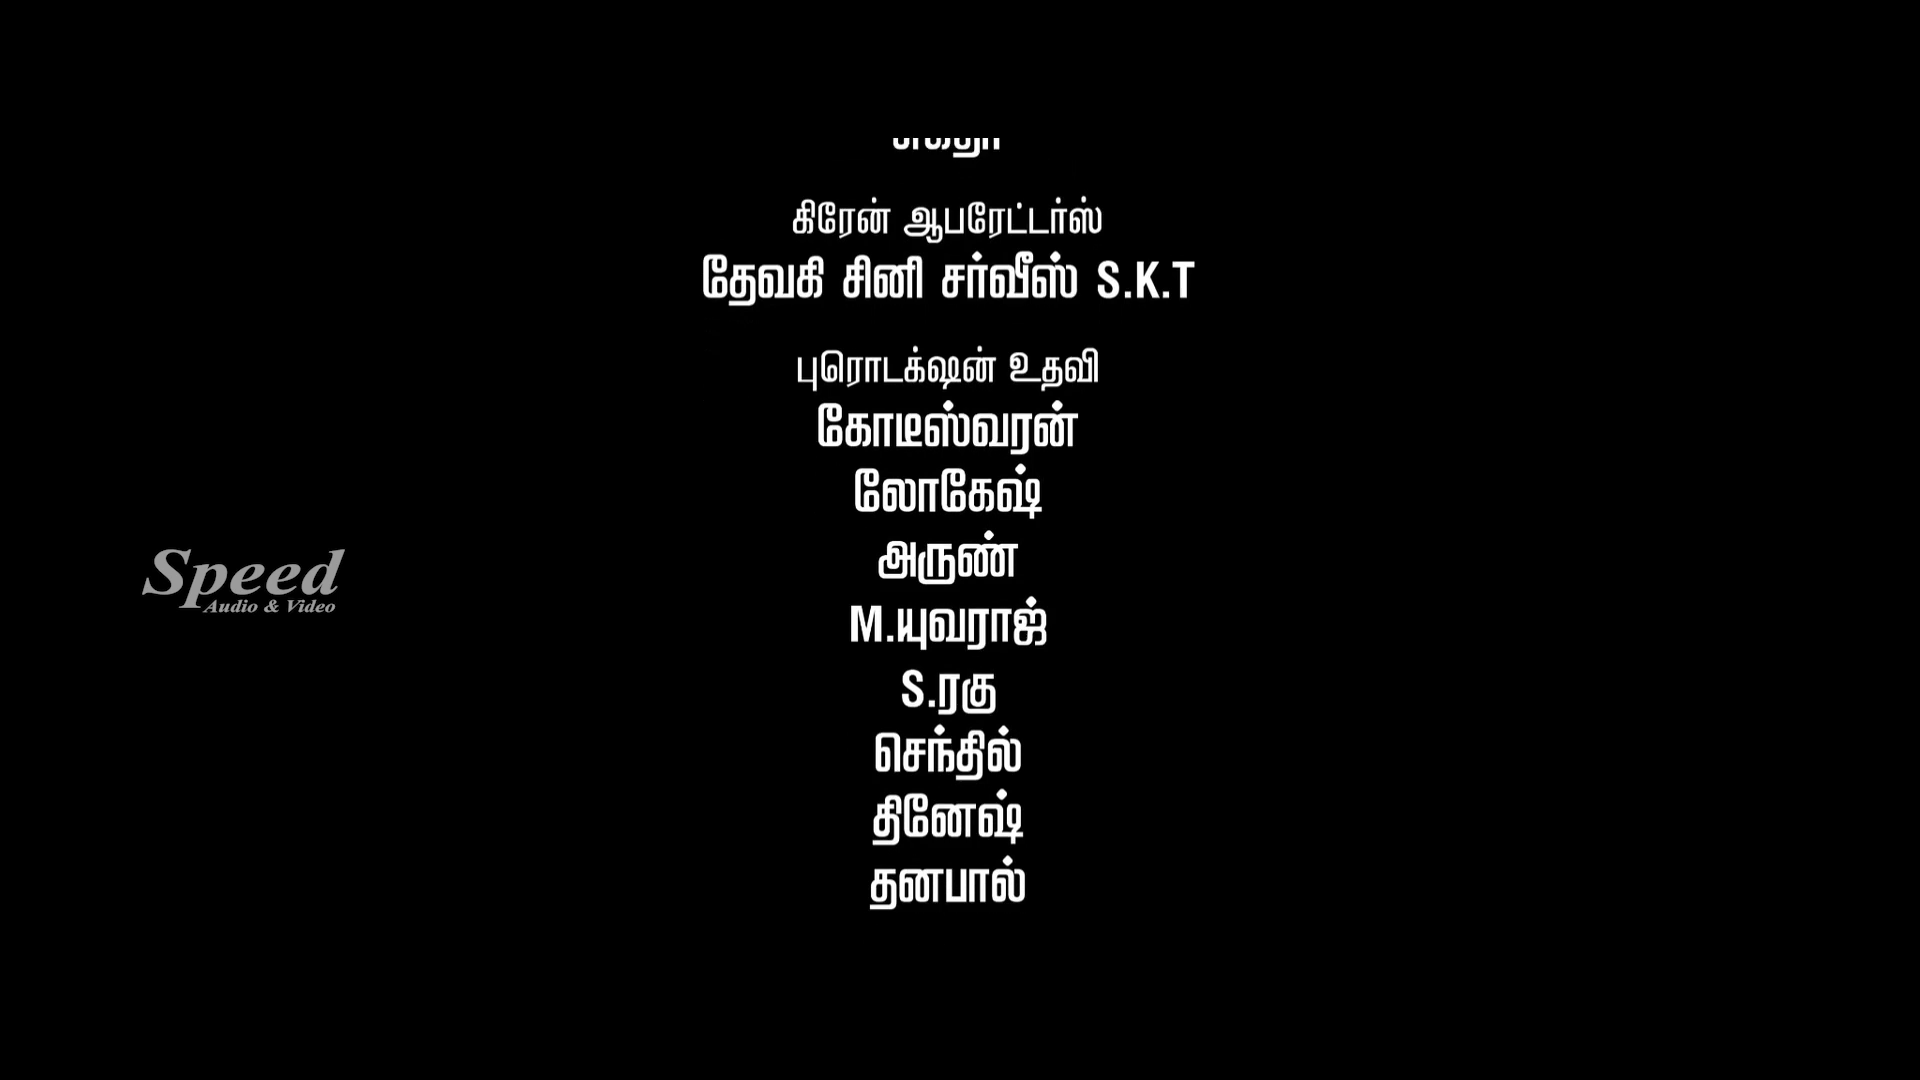 கிரேன் ஆபரேட்டர்ஸ்
தேவகி சினி சர்வீஸ் S.K.T
புரொடக்ஷன் உதவி
கோடீஸ்வரன்
லோகேஷ்
அருண்
M.யுவராஜ்
S.ரகு
செந்தில்
தினேஷ்
தனபால்
Speed
Audio & Video